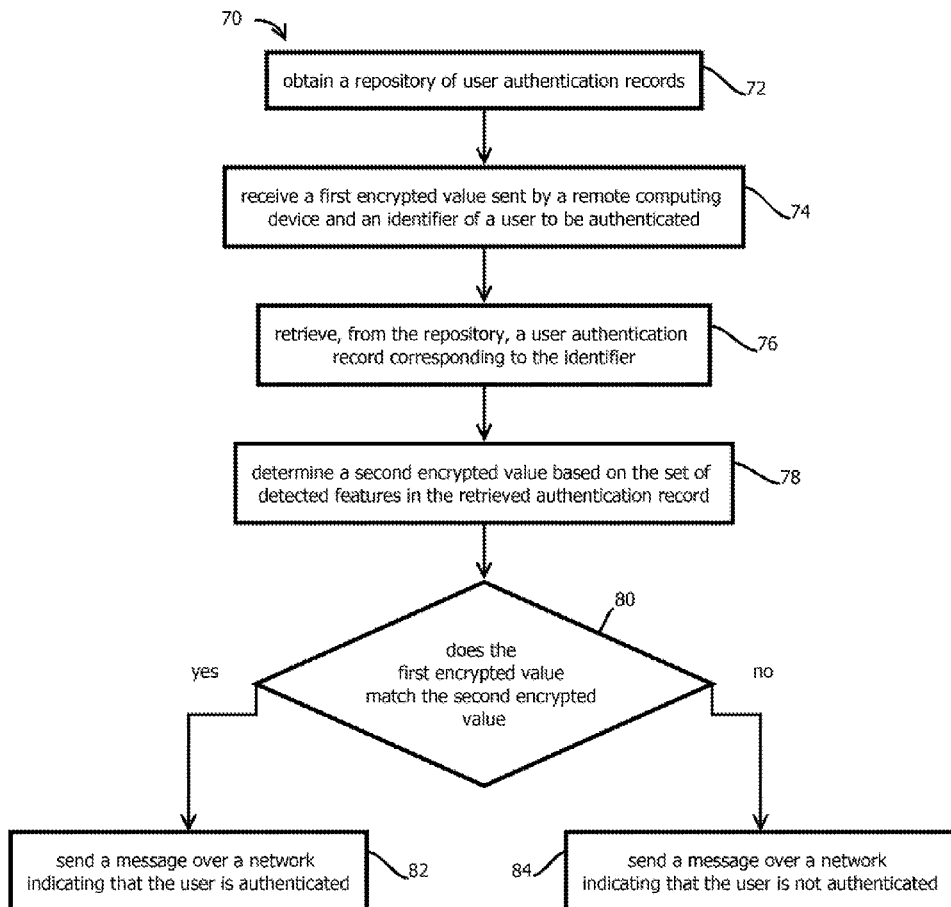 70
obtain a repository of user authentication records
72
receive a first encrypted value sent by a remote computing
device and an identifier of a user to be authenticated
74
retrieve, from the repository, a user authentication
record corresponding to the identifier
76
determine a second encrypted value based on the set of
detected features in the retrieved authentication record
78
80
does the
first encrypted value
match the second encrypted
value
yes
no
send a message over a network
indicating that the user is authenticated
82
84
send a message over a network
indicating that the user is not authenticated